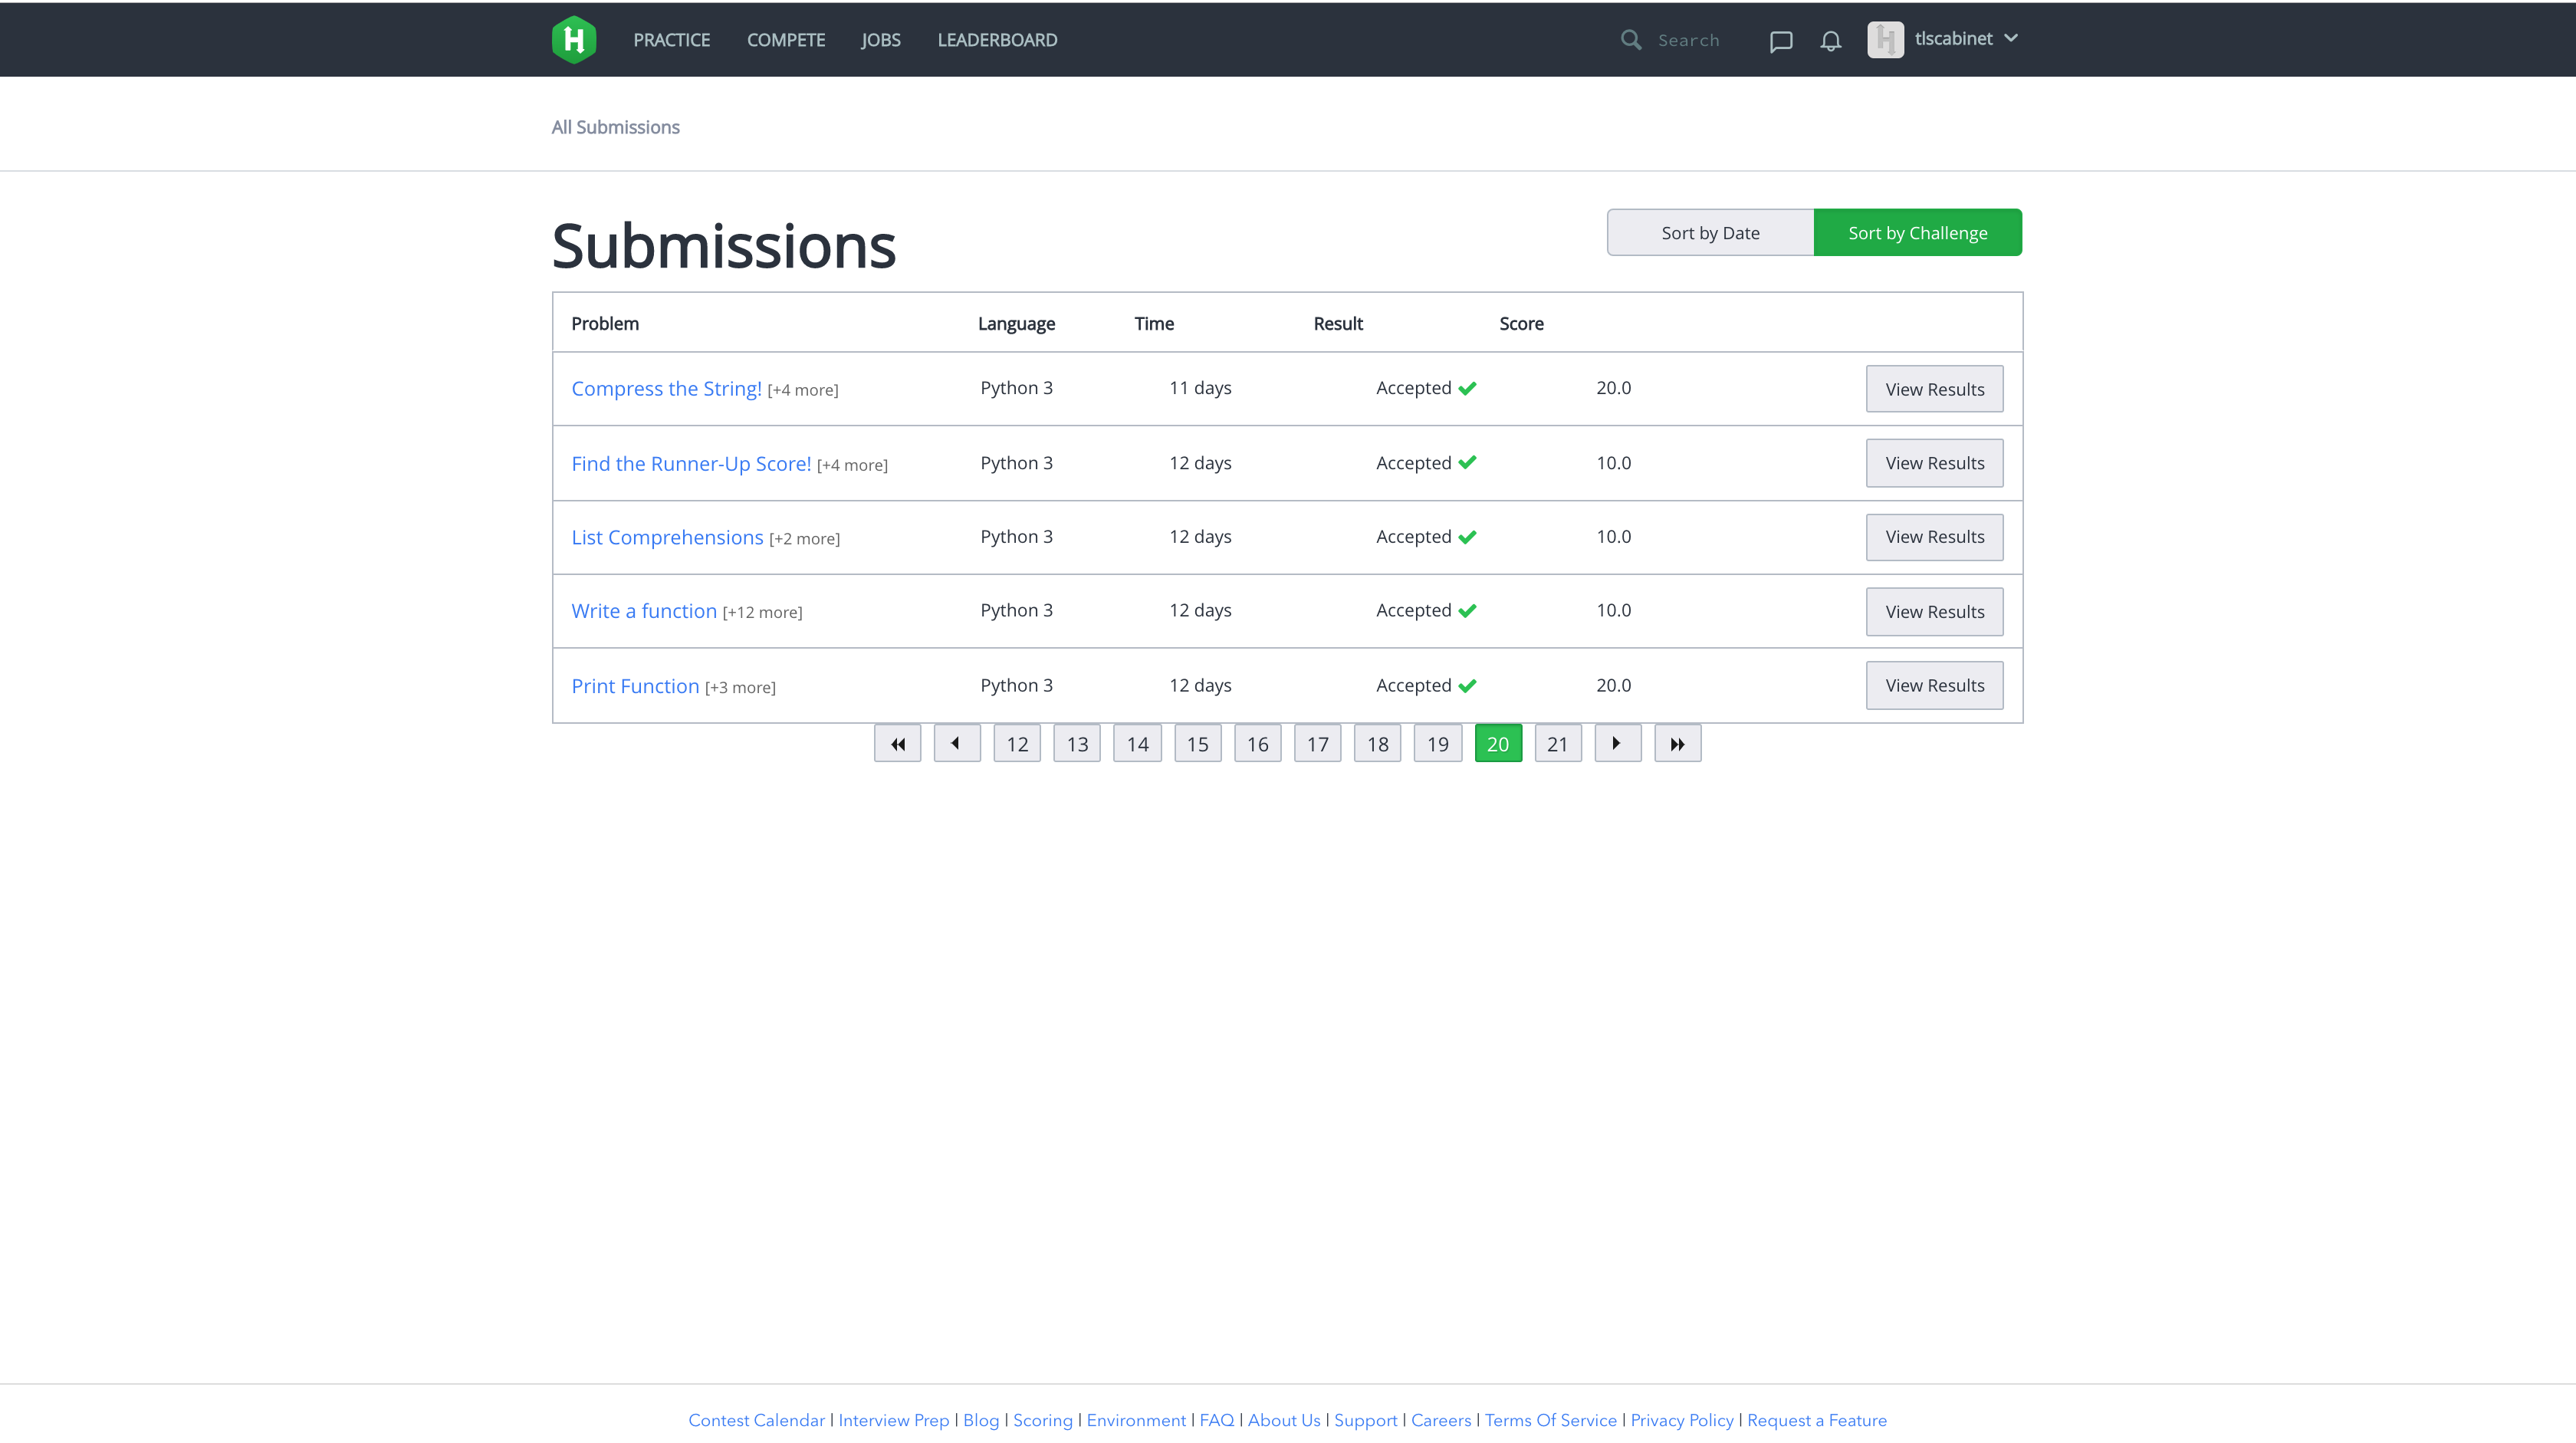 PRACTICE COMPETE JOBS LEADERBOARD Search tlscabinet
All Submissions
Submissions
Sort by Date Sort by Challenge
Problem Language Time Result Score
Compress the String! [+4 more] Python 3 11 days Accepted 20.0 View Results
Find the Runner-Up Score! [+4 more] Python 3 12 days Accepted 10.0 View Results
List Comprehensions [+2 more] Python 3 12 days Accepted 10.0 View Results
Write a function [+12 more] Python 3 12 days Accepted 10.0 View Results
Print Function [+3 more] Python 3 12 days Accepted 20.0 View Results
12 13 14 15 16 17 18 19 20 21
Contest Calendar | Interview Prep | Blog | Scoring | Environment | FAQ | About Us | Support | Careers | Terms Of Service | Privacy Policy | Request a Feature